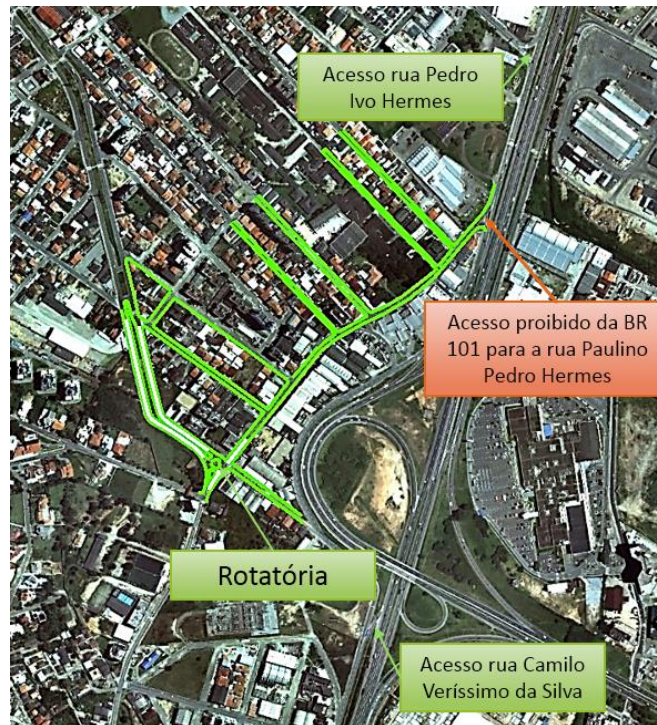 Acesso rua Pedro
Ivo Hermes
Acesso proibido da BR
101 para a rua Paulino
Pedro Hermes
Rotatória
Acesso rua Camilo
Veríssimo da Silva